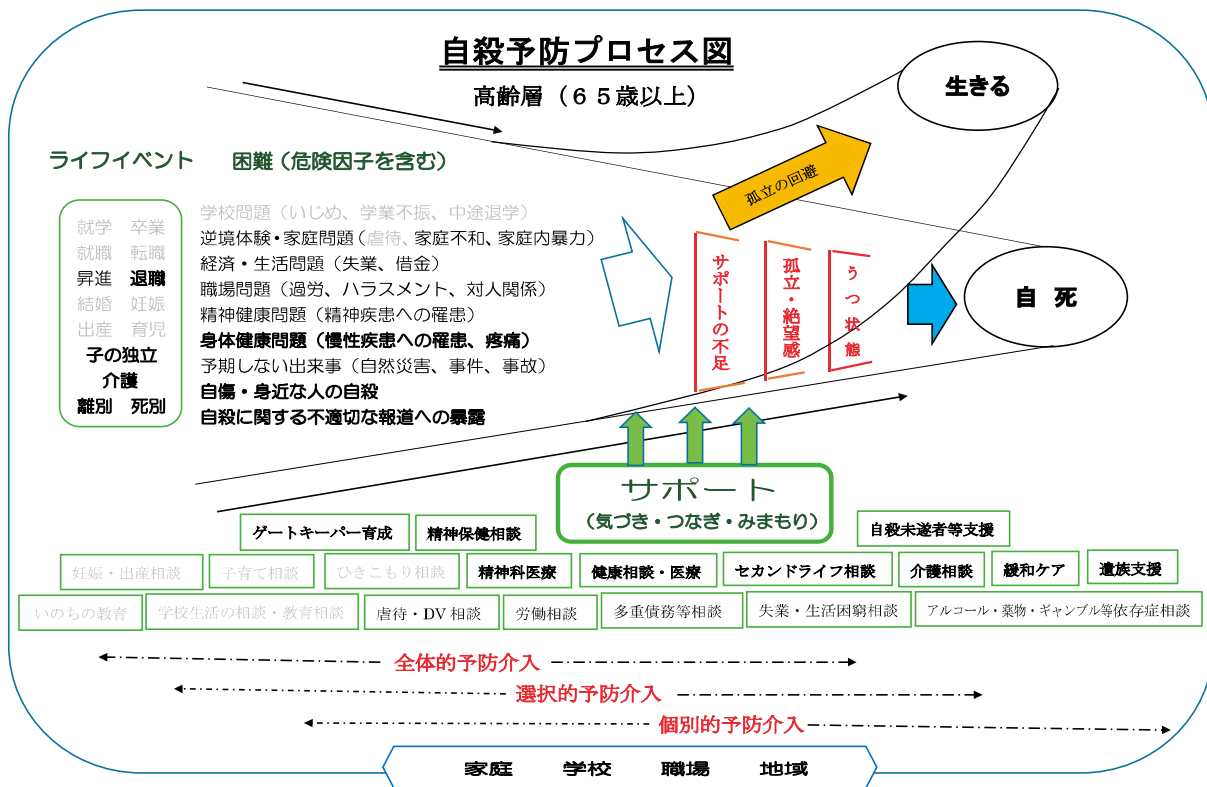 自殺予防プロセス図
高齢層（６５歳以上）
生きる
ライフイベント　困難（危険因子を含む）
就学　卒業
就職　転職
昇進　退職
結婚　妊娠
出産　育児
子の独立
介護
離別　死別
学校問題（いじめ、学業不振、中途退学）
逆境体験・家庭問題（虐待、家庭不和、家庭内暴力）
経済・生活問題（失業、借金）
職場問題（過労、ハラスメント、対人関係）
精神健康問題（精神疾患への罹患）
身体健康問題（慢性疾患への罹患、疼痛）
予期しない出来事（自然災害、事件、事故）
自傷・身近な人の自殺
自殺に関する不適切な報道への暴露
孤立の回避
サポートの不足
孤立・絶望感
うつ状態
自　死
サポート
（気づき・つなぎ・みまもり）
ゲートキーパー育成
精神保健相談
自殺未遂者等支援
妊娠・出産相談
子育て相談
ひきこもり相談
精神科医療
健康相談・医療
セカンドライフ相談
介護相談
緩和ケア
遺族支援
いのちの教育
学校生活の相談・教育相談
虐待・DV 相談
労働相談
多重債務等相談
失業・生活困窮相談
アルコール・薬物・ギャンブル等依存症相談
全体的予防介入
選択的予防介入
個別的予防介入
家庭　学校　職場　地域